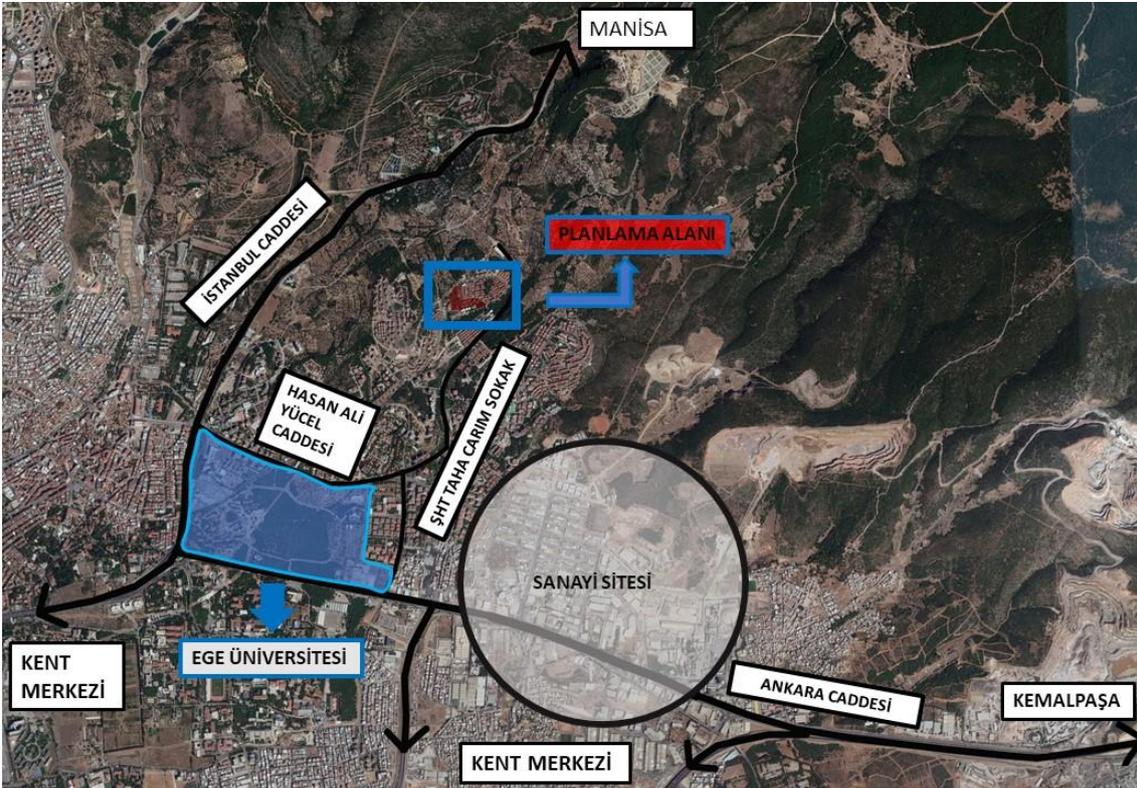 MANİSA
İSTANBUL CADDESİ
PLANLAMA ALANI
HASAN ALİ
YÜCEL
CADDESİ
ŞHT TAHA CARIM SOKAK
SANAYİ SİTESİ
EGE ÜNİVERSİTESİ
KENT
MERKEZİ
ANKARA CADDESİ
KEMALPAŞA
KENT MERKEZİ